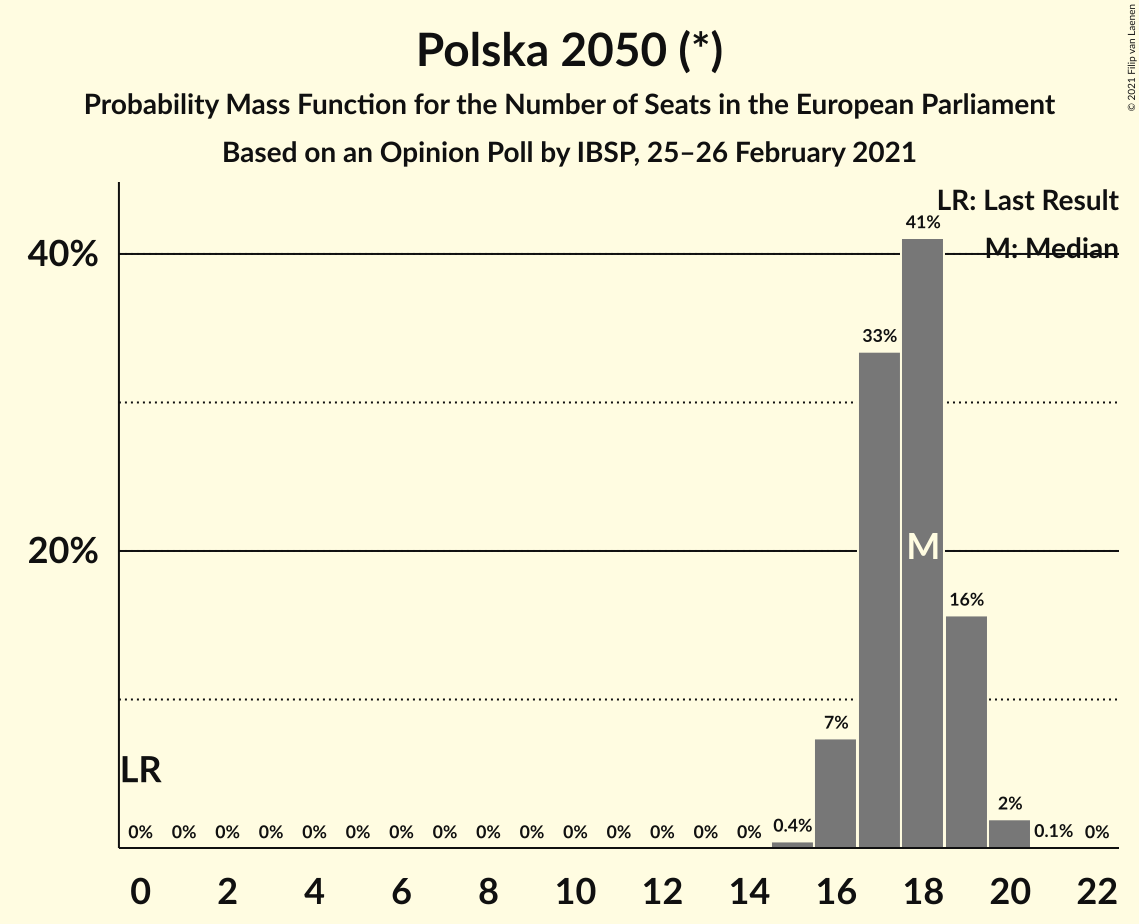 Polska 2050 (*)
Probability Mass Function for the Number of Seats in the European Parliament
Based on an Opinion Poll by IBSP, 25–26 February 2021
© 2021 Filip van Laenen
LR: Last Result
M: Median
40%
20%
41%
33%
M
16%
7%
LR
0% 0% 0% 0% 0% 0% 0% 0% 0% 0% 0% 0% 0% 0% 0% 0.4% 2% 0.1% 0%
0 2 4 6 8 10 12 14 16 18 20 22